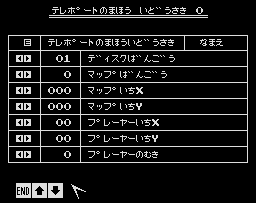 テレポートのまほう いどうさき 0
目 テレポートのまほういどうさき なまえ
01 ディスクばんごう
0 マップばんごう
000 マップいちX
000 マップいちY
00 プレーヤーいちX
00 プレーヤーいちY
0 プレーヤーのむき
END